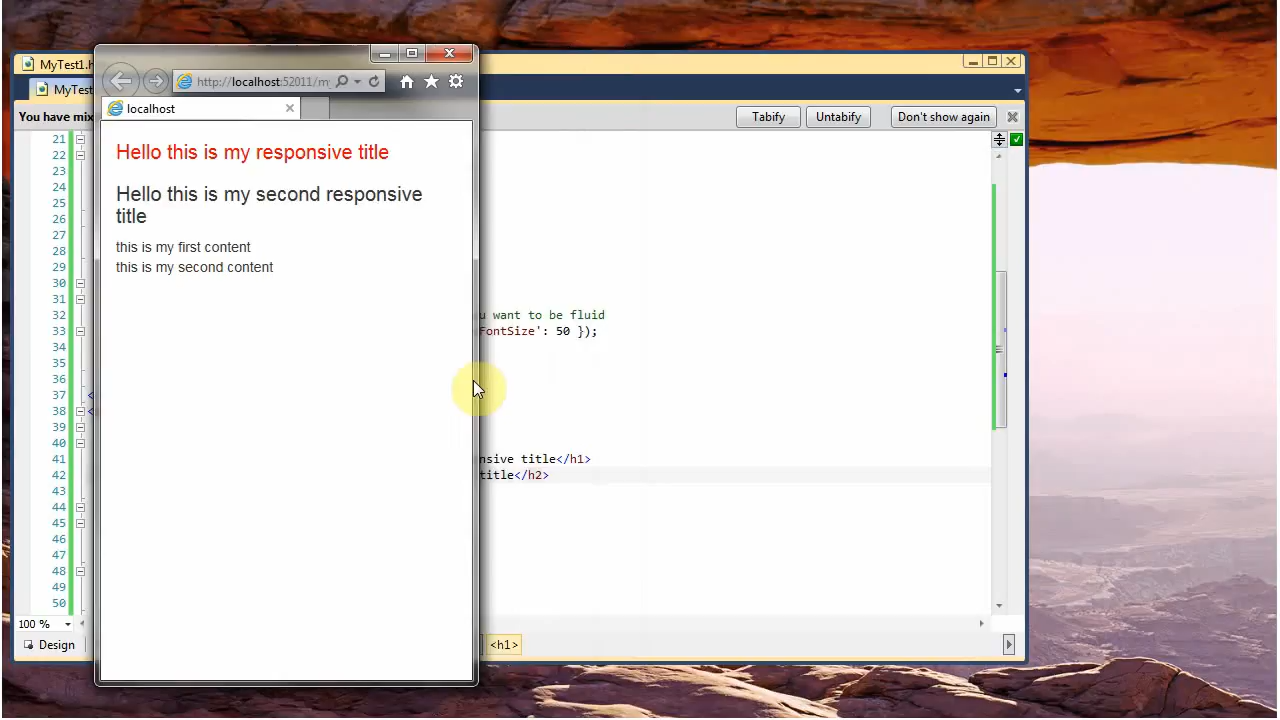 MyTest1.h
MyTest
http://localhost:52011/my
localhost
You have mix
Tabify
Untabify
Don't show again
Hello this is my responsive title
Hello this is my second responsive
title
this is my first content
this is my second content
21
22
23
24
25
26
27
28
29
30
31
32
u want to be fluid
33
FontSize': 50 });
34
35
36
37
<
38
<
39
40
41
nsive title</h1>
42
title</h2>
43
44
45
46
47
48
49
50
100 %
Design
<h1>